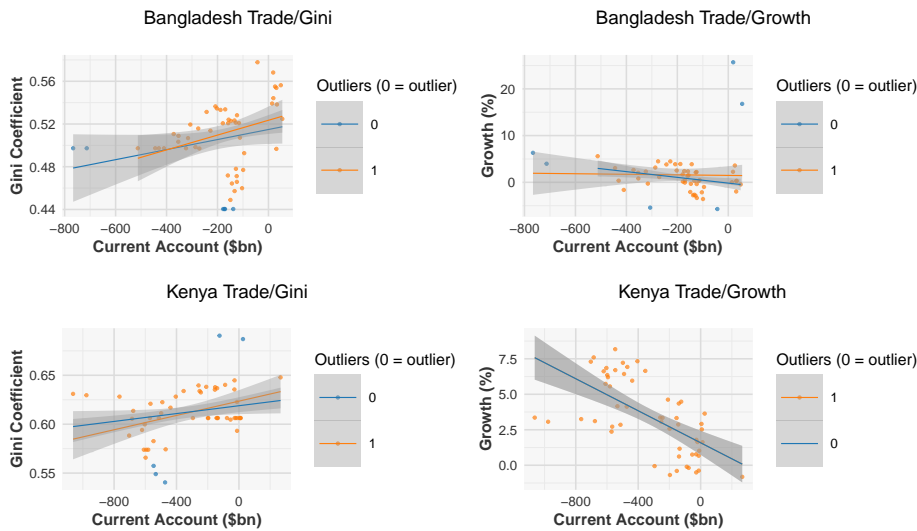 Bangladesh Trade/Gini
Gini Coefficient
0.56
0.52
0.48
0.44
−800 −600 −400 −200 0
Current Account ($bn)
Outliers (0 = outlier)
0
1
Bangladesh Trade/Growth
Growth (%)
20
10
0
−800 −600 −400 −200 0
Current Account ($bn)
Outliers (0 = outlier)
0
1
Kenya Trade/Gini
Gini Coefficient
0.65
0.60
0.55
−800 −400 0
Current Account ($bn)
Outliers (0 = outlier)
0
1
Kenya Trade/Growth
Growth (%)
7.5
5.0
2.5
0.0
−800 −400 0
Current Account ($bn)
Outliers (0 = outlier)
1
0